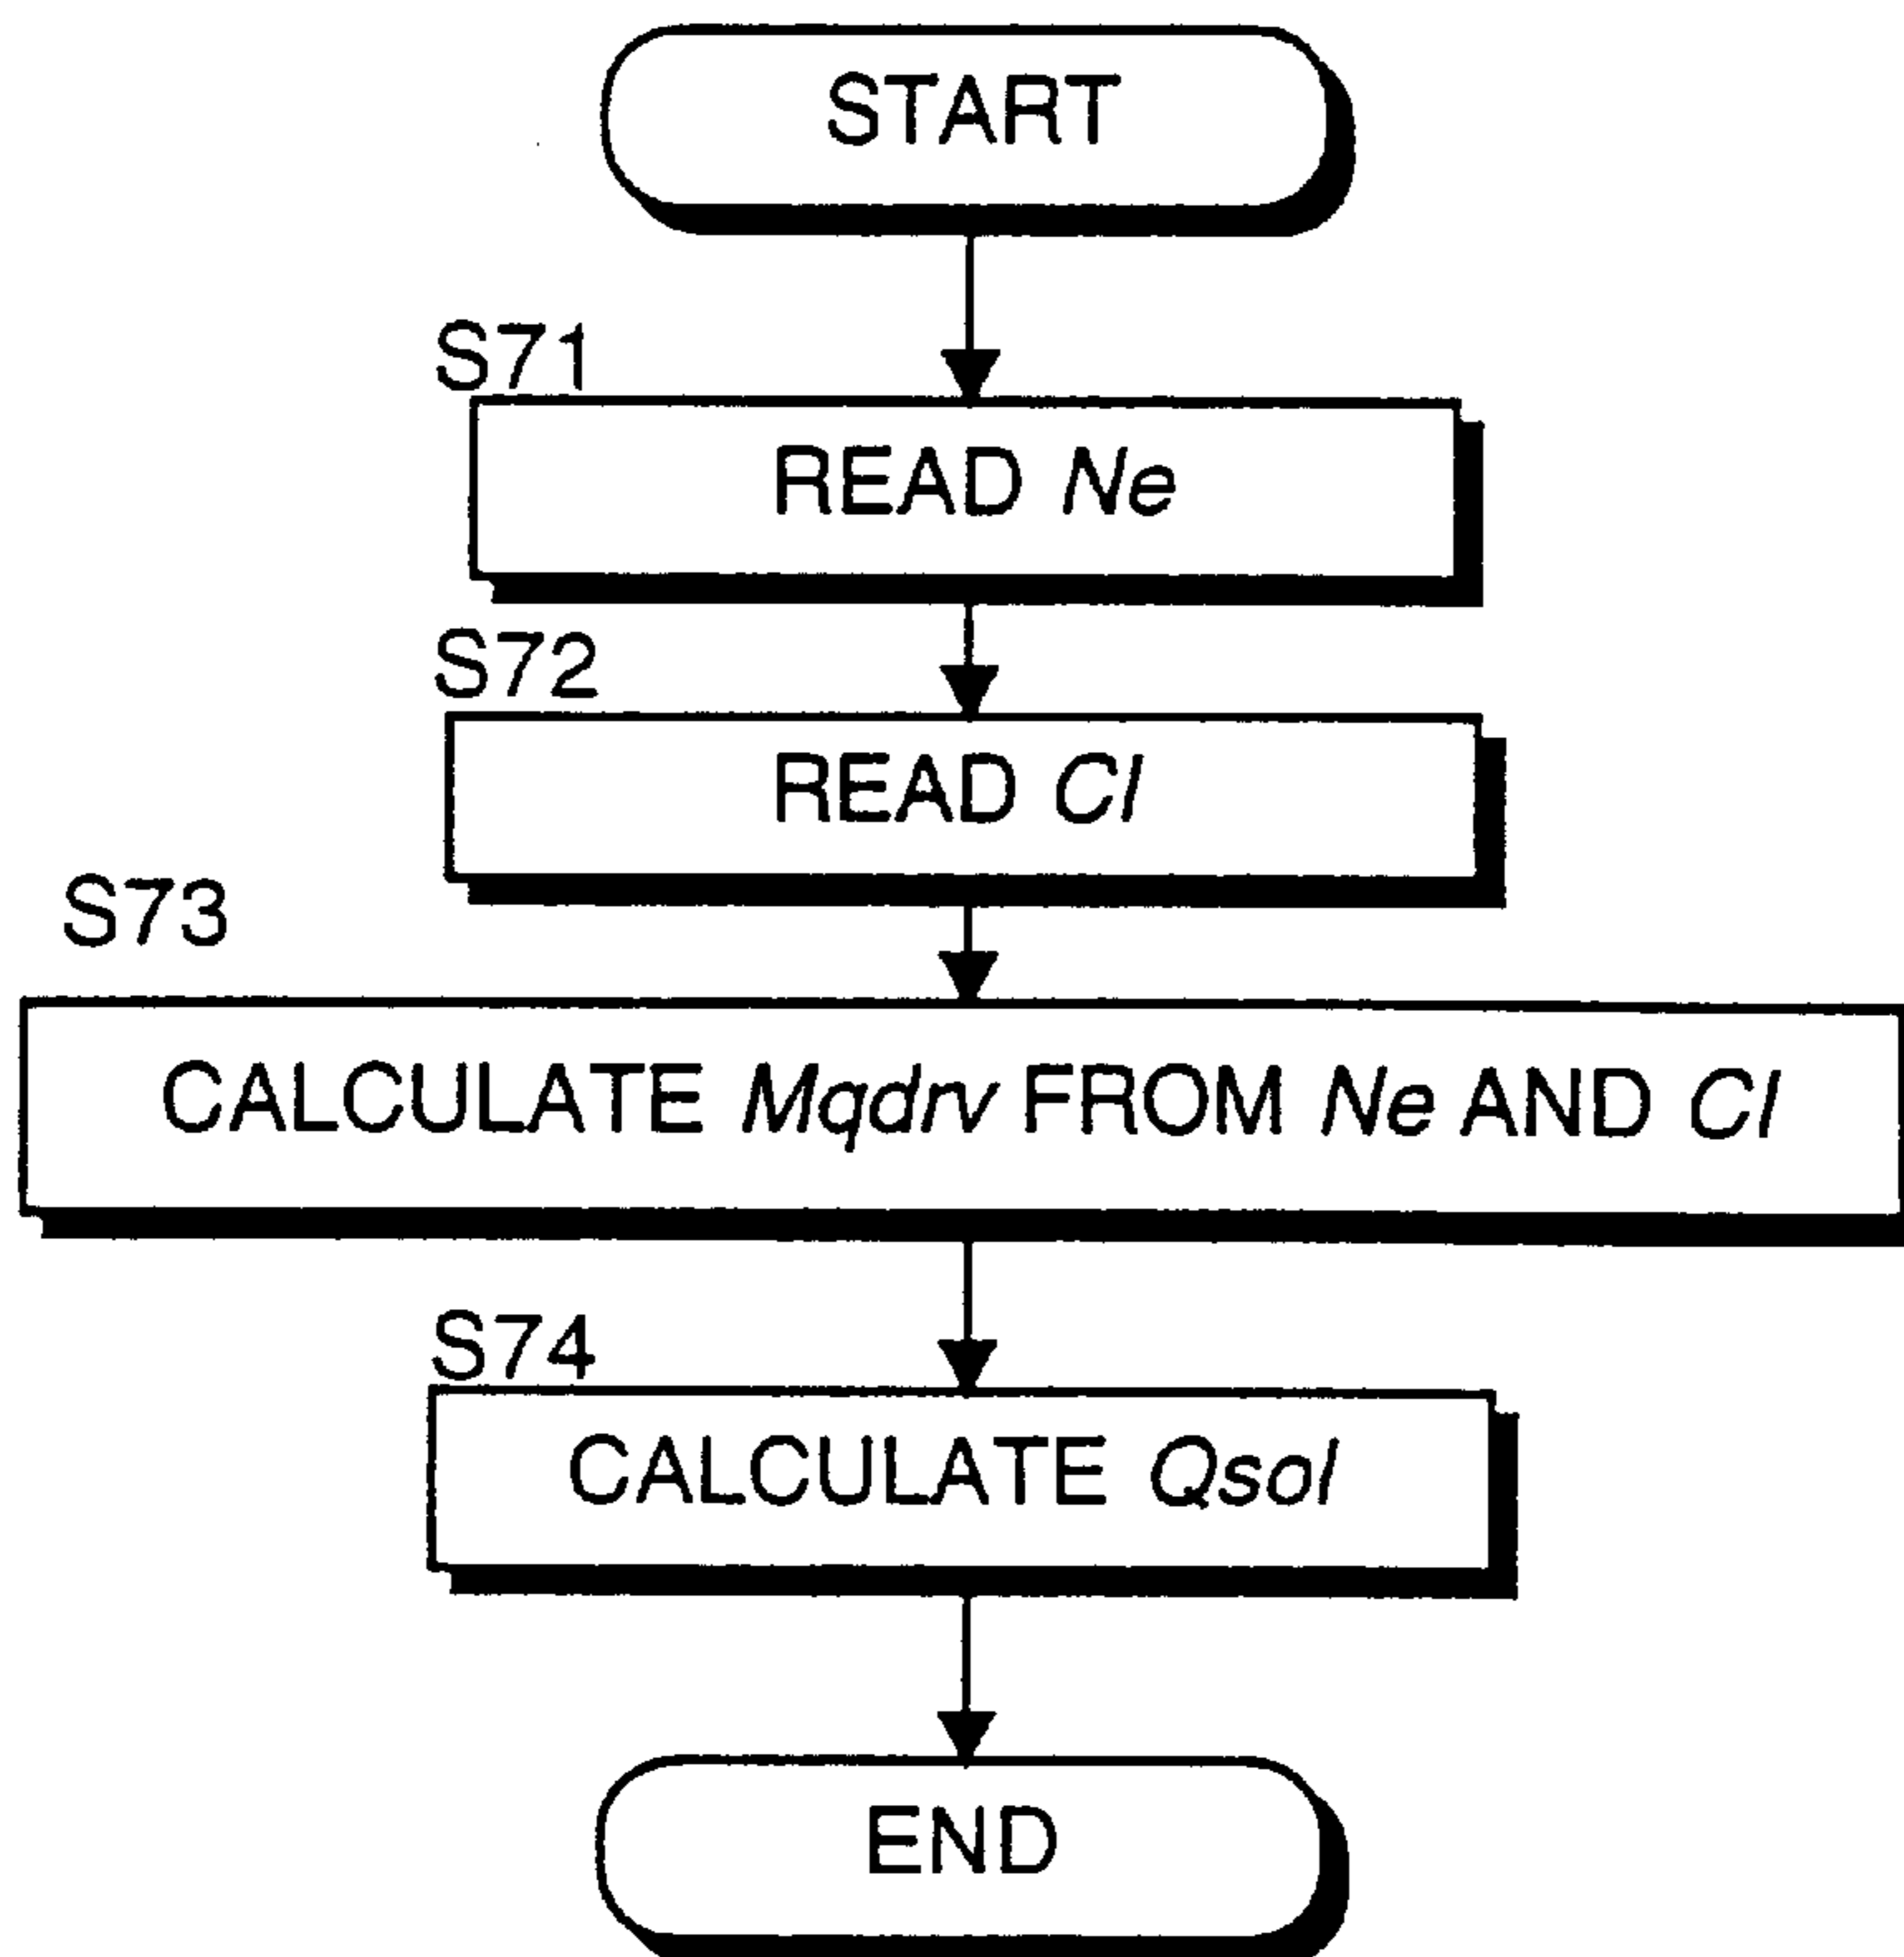 START
S71
READ Ne
S72
READ Cl
S73
CALCULATE Mqdrv FROM Ne AND Cl
S74
CALCULATE Qsol
END